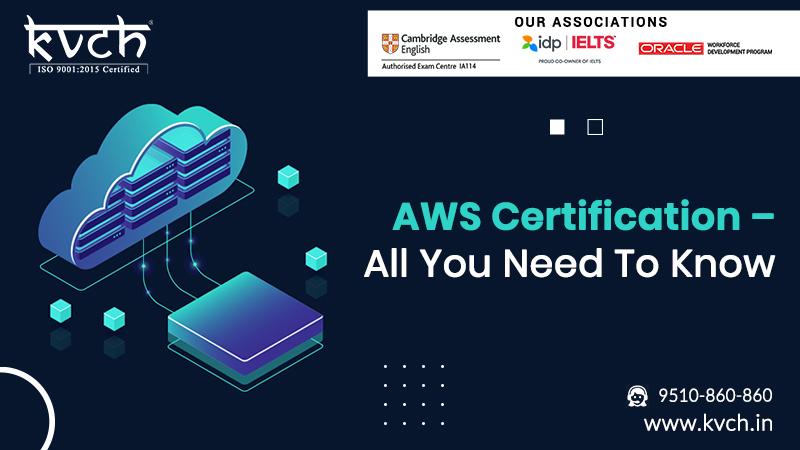 kvch
ISO 9001:2015 Certified
OUR ASSOCIATIONS
Cambridge Assessment
English
Authorised Exam Centre IA114
idp IELTS
PROUD CO-OWNER OF IELTS
ORACLE
WORKFORCE
DEVELOPMENT PROGRAM
AWS Certification –
All You Need To Know
9510-860-860
www.kvch.in